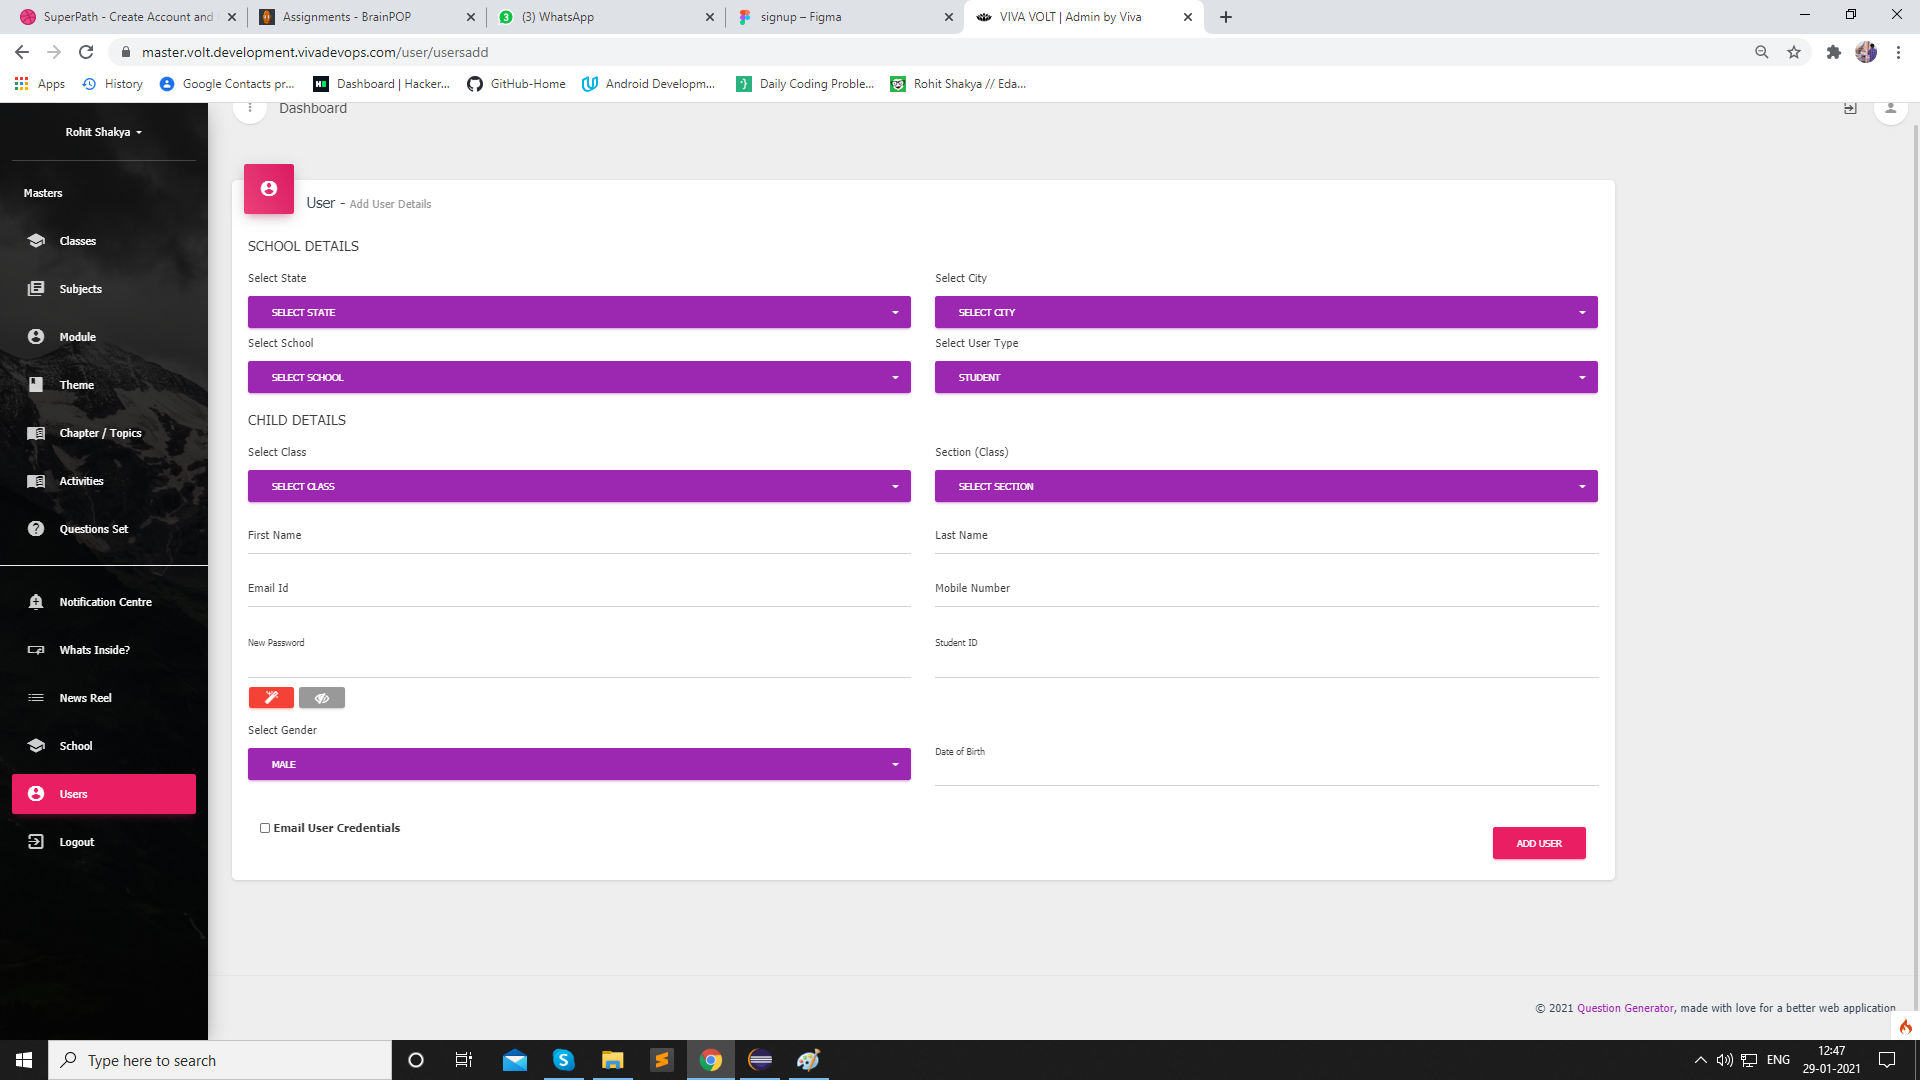 SuperPath - Create Account and
Assignments - BrainPOP
(3) WhatsApp
signup – Figma
VIVA VOLT | Admin by Viva
master.volt.development.vivadevops.com/user/usersadd
Apps
History
Google Contacts pr...
Dashboard | Hacker...
GitHub-Home
Android Developm...
Daily Coding Proble...
Rohit Shakya // Eda...
Rohit Shakya
Masters
Classes
Subjects
Module
Theme
Chapter / Topics
Activities
Questions Set
Notification Centre
Whats Inside?
News Reel
School
Users
Logout
Dashboard
User - Add User Details
SCHOOL DETAILS
Select State
Select City
SELECT STATE
SELECT CITY
Select School
Select User Type
SELECT SCHOOL
STUDENT
CHILD DETAILS
Select Class
Section (Class)
SELECT CLASS
SELECT SECTION
First Name
Last Name
Email Id
Mobile Number
New Password
Student ID
Select Gender
MALE
Date of Birth
Email User Credentials
ADD USER
© 2021 Question Generator, made with love for a better web application
Type here to search
ENG
12:47
29-01-2021